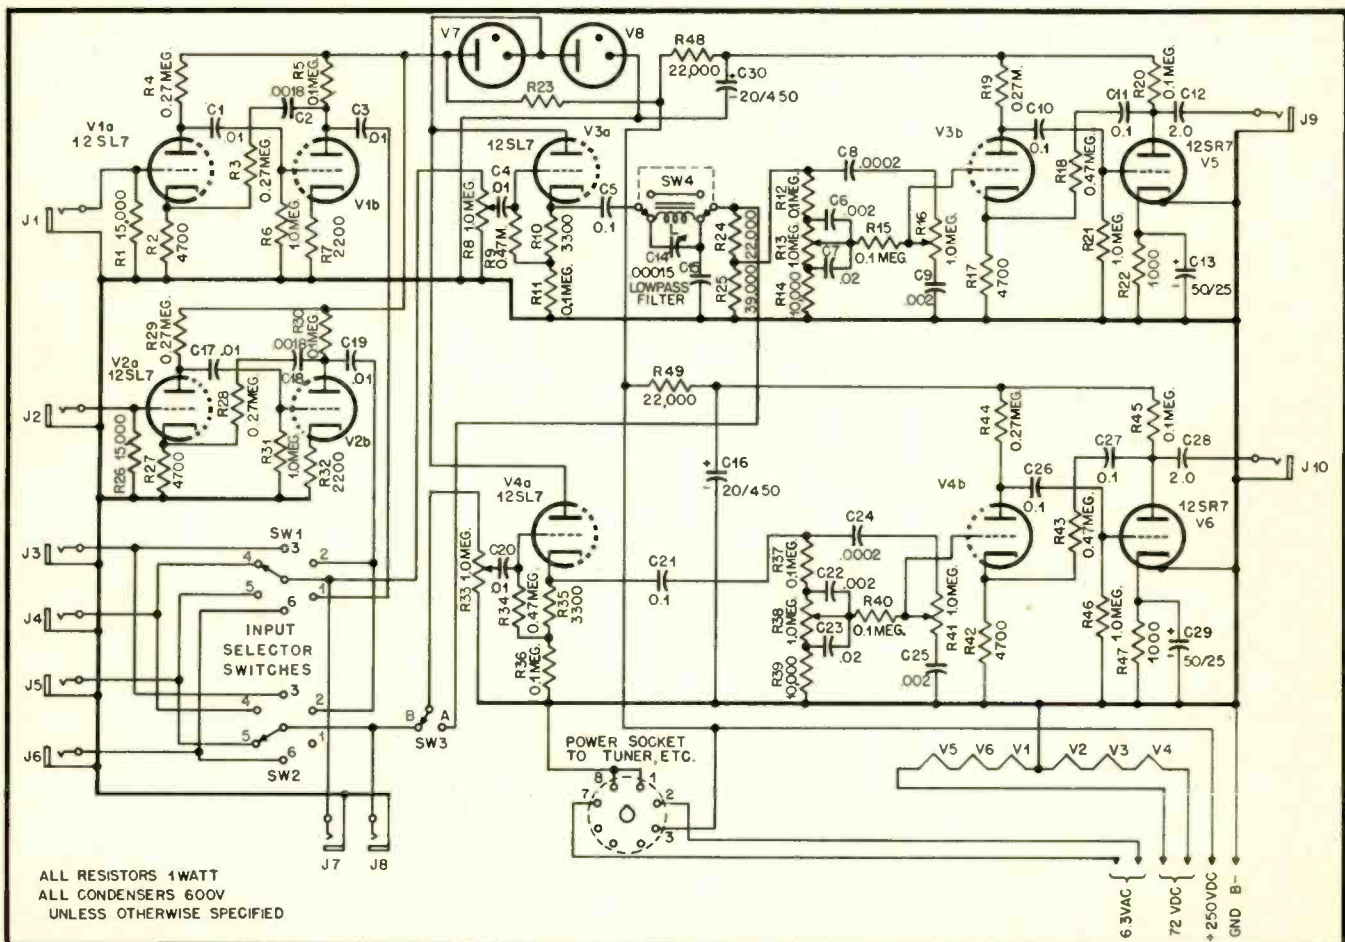 V7
V8
R4
0.27MEG.
R5
0.1MEG.
.0018
C2
C1
.01
C3
.01
V1a
12SL7
R3
0.27MEG.
V1b
J1
R1 15,000
R2
4700
R6
1.0MEG.
R7
2200
R23
R48
22,000
C30
20/450
V3a
12SL7
C4
.01
R8 1.0MEG.
R9
0.47M.
R10
3300
R11
0.1MEG.
C5
0.1
SW4
C14
.00015
C15
LOWPASS
FILTER
R24
22,000
R25
39,000
C8
.0002
R12
0.1MEG.
C6
.002
R13
1.0MEG.
C7
.02
R14
10,000
R15
0.1MEG.
R16
1.0MEG.
C9
.002
V3b
R19
0.27M.
C10
0.1
R17
4700
C11
0.1
R18
0.47MEG.
R20
0.1MEG.
C12
2.0
12SR7
V5
R21
1.0MEG.
R22
1000
C13
50/25
J9
R29
0.27MEG.
R30
0.1MEG.
C17 .01
.0018
C18
C19
.01
V2a
12SL7
R28
0.27MEG.
V2b
J2
R26 15,000
R27
4700
R31
1.0MEG.
R32
2200
R49
22,000
C16
20/450
V4a
12SL7
R33 1.0MEG.
C20
.01
R34
0.47MEG.
R35
3300
R36
0.1MEG.
C21
0.1
C24
.0002
R37
0.1MEG.
C22
.002
R38
1.0MEG.
C23
.02
R39
10,000
R40
0.1MEG.
R41
1.0MEG.
C25
.002
V4b
R44
0.27MEG.
C26
0.1
R42
4700
C27
0.1
R43
0.47MEG.
R45
0.1MEG.
C28
2.0
12SR7
V6
R46
1.0MEG.
R47
1000
C29
50/25
J10
J3
J4
J5
J6
SW1
3
4
2
5
1
6
INPUT
SELECTOR
SWITCHES
3
4
2
5
1
6
SW2
B
A
SW3
J7
J8
POWER SOCKET
TO TUNER, ETC.
8
1
7
2
3
V5
V6
V1
V2
V3
V4
6.3VAC
72 VDC
+250VDC
GND B-
ALL RESISTORS 1WATT
ALL CONDENSERS 600V
UNLESS OTHERWISE SPECIFIED